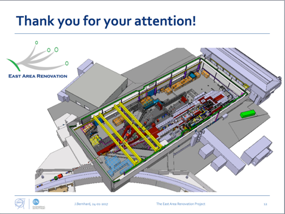 Thank you for your attention!
EAST AREA RENOVATION
The East Area Renovation Project